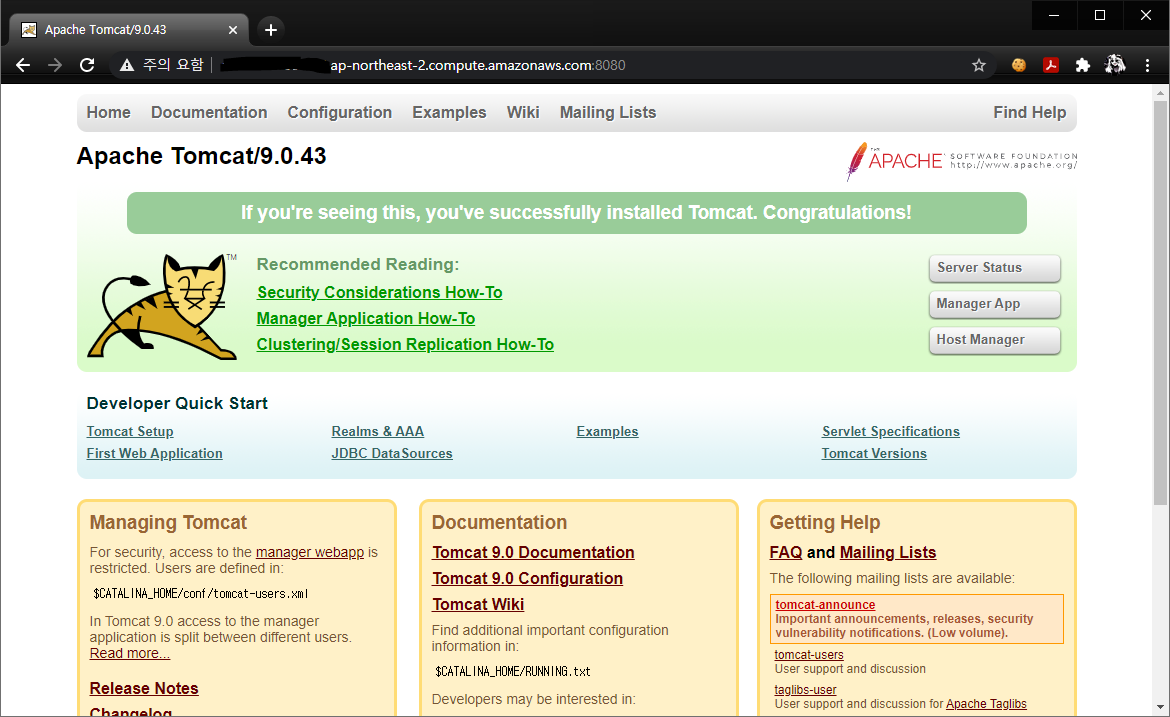 Apache Tomcat/9.0.43
주의 요함
ap-northeast-2.compute.amazonaws.com:8080
Home Documentation Configuration Examples Wiki Mailing Lists Find Help
Apache Tomcat/9.0.43
THE APACHE SOFTWARE FOUNDATION
http://www.apache.org/
If you're seeing this, you've successfully installed Tomcat. Congratulations!
TM
Recommended Reading:
Security Considerations How-To
Manager Application How-To
Clustering/Session Replication How-To
Server Status
Manager App
Host Manager
Developer Quick Start
Tomcat Setup
First Web Application
Realms & AAA
JDBC DataSources
Examples
Servlet Specifications
Tomcat Versions
Managing Tomcat
For security, access to the manager webapp is
restricted. Users are defined in:
$CATALINA_HOME/conf/tomcat-users.xml
In Tomcat 9.0 access to the manager
application is split between different users.
Read more...
Release Notes
Changelog
Documentation
Tomcat 9.0 Documentation
Tomcat 9.0 Configuration
Tomcat Wiki
Find additional important configuration
information in:
$CATALINA_HOME/RUNNING.txt
Developers may be interested in:
Getting Help
FAQ and Mailing Lists
The following mailing lists are available:
tomcat-announce
Important announcements, releases, security
vulnerability notifications. (Low volume).
tomcat-users
User support and discussion
taglibs-user
User support and discussion for Apache Taglibs